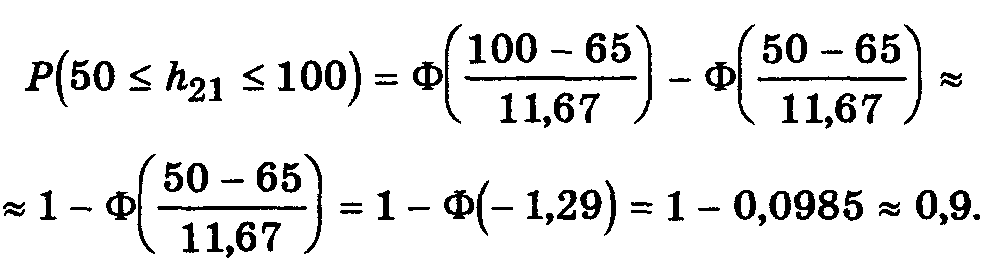 P(50 ≤ h₂₁ ≤ 100) = Φ((100 – 65)/11,67) – Φ((50 – 65)/11,67) ≈
≈ 1 – Φ((50 – 65)/11,67) = 1 – Φ(– 1,29) = 1 – 0,0985 ≈ 0,9.